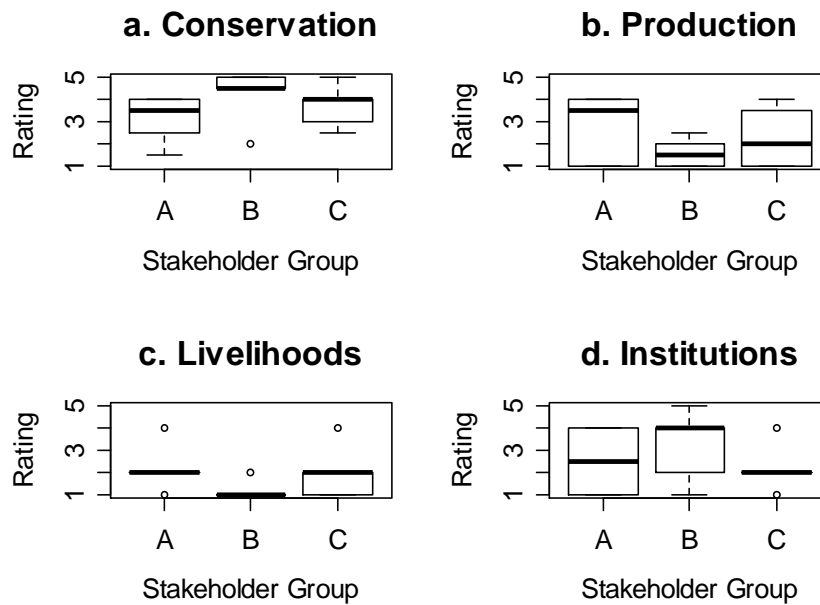 a. Conservation
Rating
5
3
1
A B C
Stakeholder Group
b. Production
Rating
5
3
1
A B C
Stakeholder Group
c. Livelihoods
Rating
5
3
1
A B C
Stakeholder Group
d. Institutions
Rating
5
3
1
A B C
Stakeholder Group